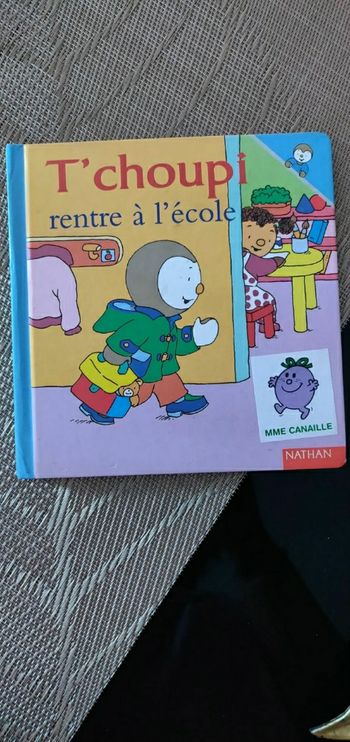 T'choupi
rentre à l'école
MME CANAILLE
NATHAN